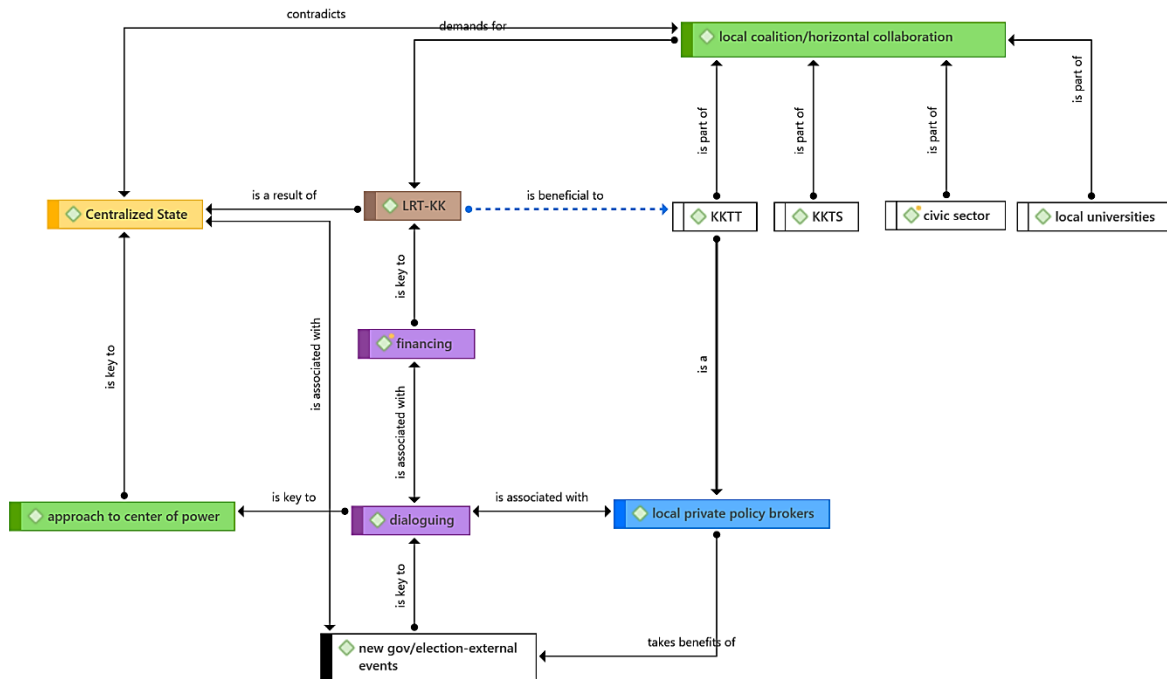 contradicts
demands for
local coalition/horizontal collaboration
is part of
is part of
is part of
is part of
is a result of
is beneficial to
Centralized State
LRT-KK
KKTT
KKTS
civic sector
local universities
is key to
is key to
is associated with
financing
is a
is associated with
is key to
is associated with
approach to center of power
dialoguing
local private policy brokers
is key to
takes benefits of
new gov/election-external
events